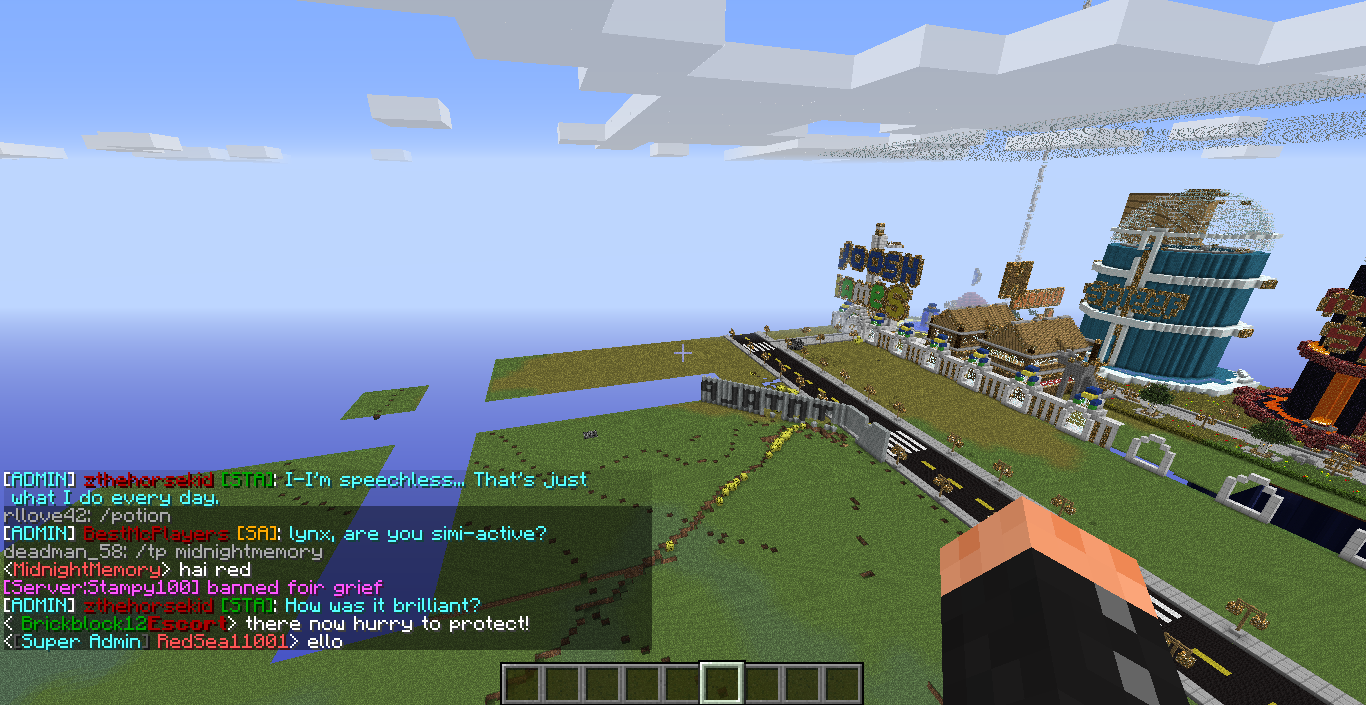 JOOSH
[ADMIN] zthehorsekid [STA]: I-I'm speechless... That's just
what I do every day.
rllove42: /potion
[ADMIN] BestMcPlayers [SA]: lynx, are you simi-active?
deadman_58: /tp midnightmemory
<MidnightMemory> hai red
[Server:Stampy100] banned foir grief
[ADMIN] zthehorsekid [STA]: How was it brilliant?
< Brickblock12Escort> there now hurry to protect!
<[Super Admin] RedSea11001> ello